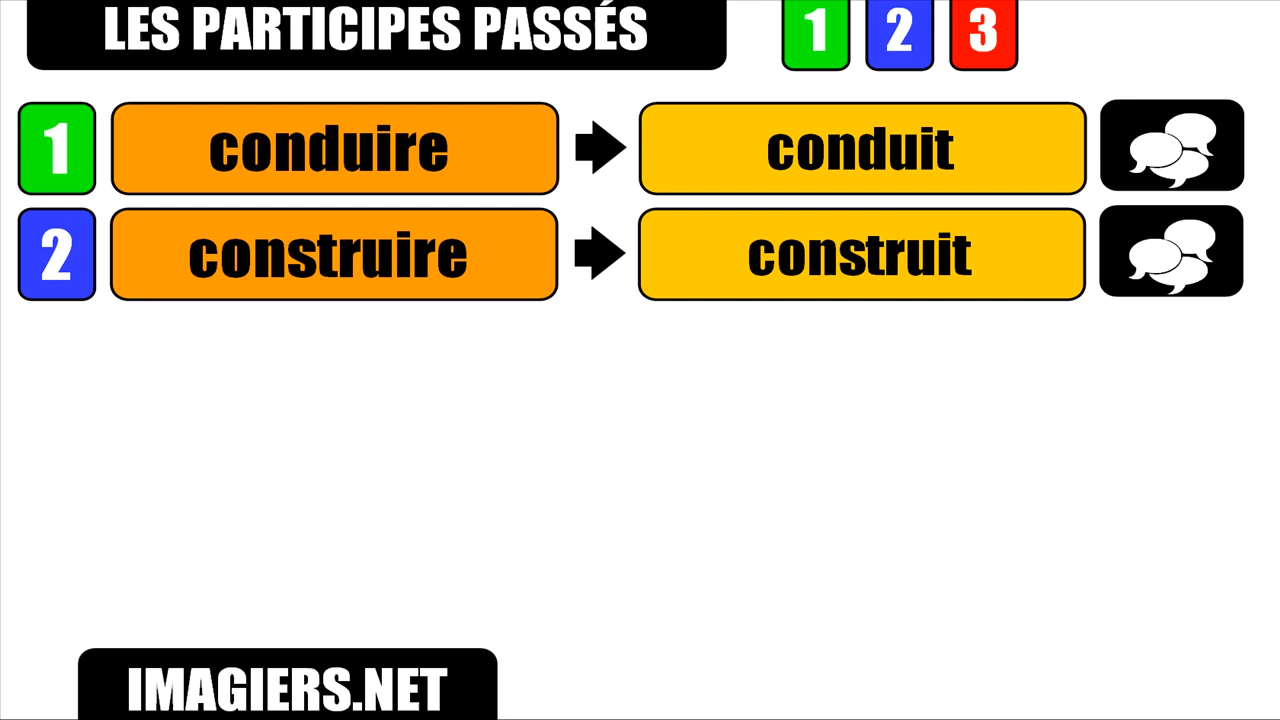 LES PARTICIPES PASSÉS 1 2 3
1 conduire conduit
2 construire construit
IMAGIERS.NET